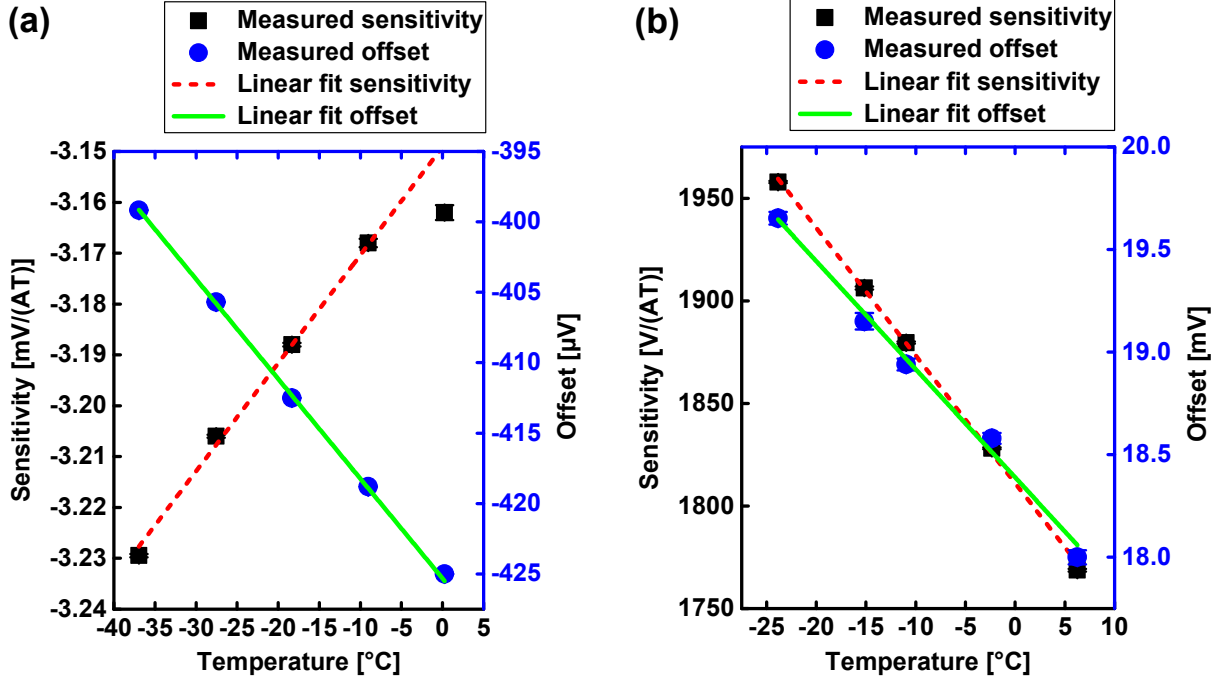 (a)
Measured sensitivity
Measured offset
Linear fit sensitivity
Linear fit offset
-3.15
-3.16
-3.17
-3.18
-3.19
-3.20
-3.21
-3.22
-3.23
-3.24
Sensitivity [mV/(AT)]
-40 -35 -30 -25 -20 -15 -10 -5 0 5
Temperature [°C]
-395
-400
-405
-410
-415
-420
-425
Offset [µV]
(b)
Measured sensitivity
Measured offset
Linear fit sensitivity
Linear fit offset
1950
1900
1850
1800
1750
Sensitivity [V/(AT)]
-25 -20 -15 -10 -5 0 5 10
Temperature [°C]
20.0
19.5
19.0
18.5
18.0
Offset [mV]